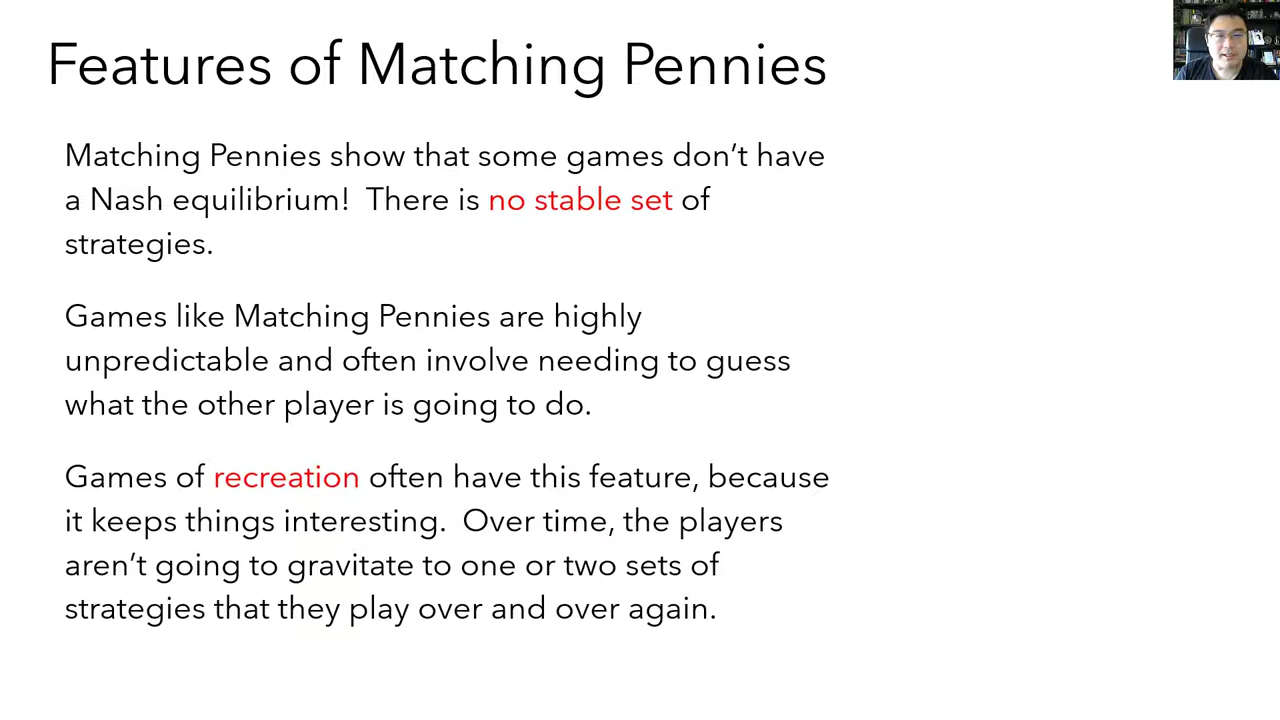 Features of Matching Pennies
Matching Pennies show that some games don’t have
a Nash equilibrium!  There is no stable set of
strategies.
Games like Matching Pennies are highly
unpredictable and often involve needing to guess
what the other player is going to do.
Games of recreation often have this feature, because
it keeps things interesting.  Over time, the players
aren’t going to gravitate to one or two sets of
strategies that they play over and over again.